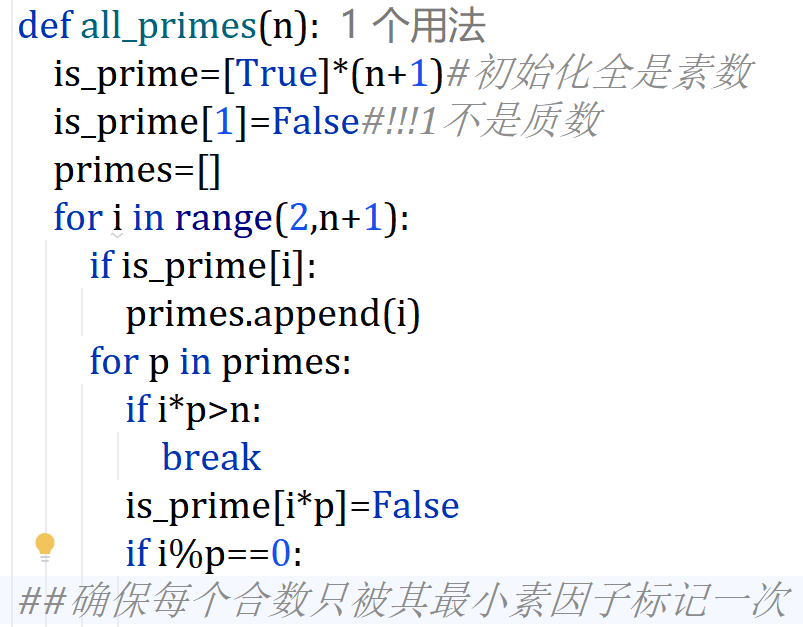 def all_primes(n): 1 个用法
is_prime=[True]*(n+1)#初始化全是素数
is_prime[1]=False#!!!1不是质数
primes=[]
for i in range(2,n+1):
if is_prime[i]:
primes.append(i)
for p in primes:
if i*p>n:
break
is_prime[i*p]=False
if i%p==0:
##确保每个合数只被其最小素因子标记一次